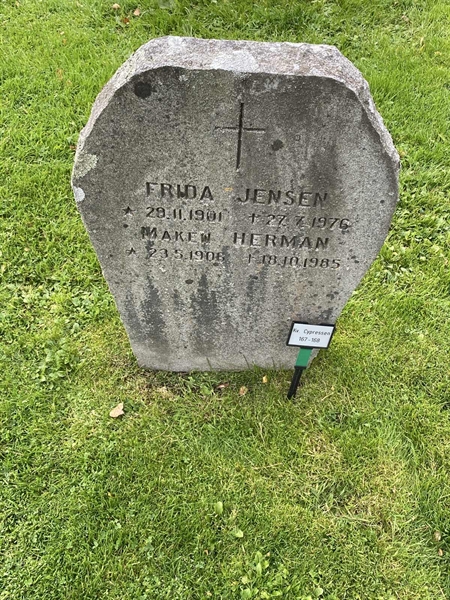 FRIDA JENSEN
* 29.11.1901 † 27.7.1976
MAKEN HERMAN
* 23.5.1906 † 18.10.1985
Kv. Cypressen
167-168